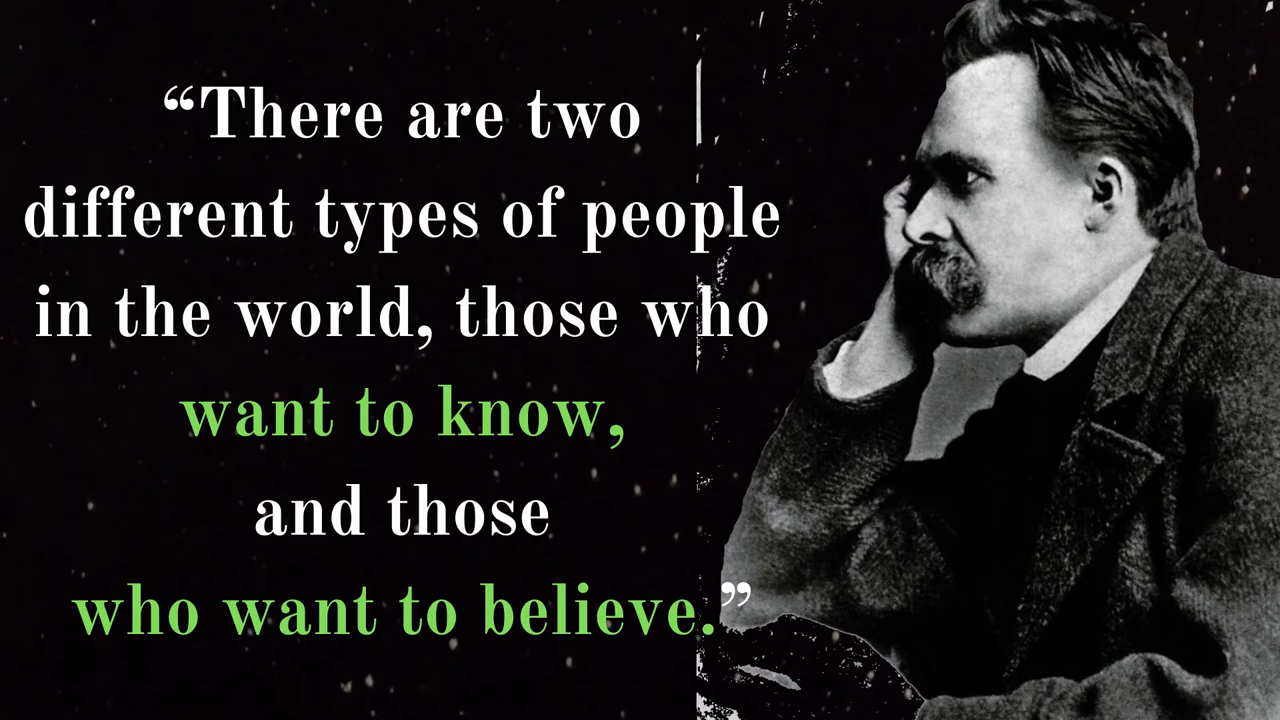 “There are two
different types of people
in the world, those who
want to know,
and those
who want to believe.”